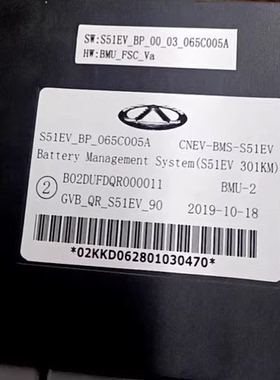 SW:S51EV_BP_00_03_065C005A
HW:BMU_FSC_Va
S51EV_BP_065C005A CNEV-BMS-S51EV
Battery Management System(S51EV 301KM)
2 B02DUFDQR000011 BMU-2
GVB_QR_S51EV_90 2019-10-18
*02KKD062801030470*